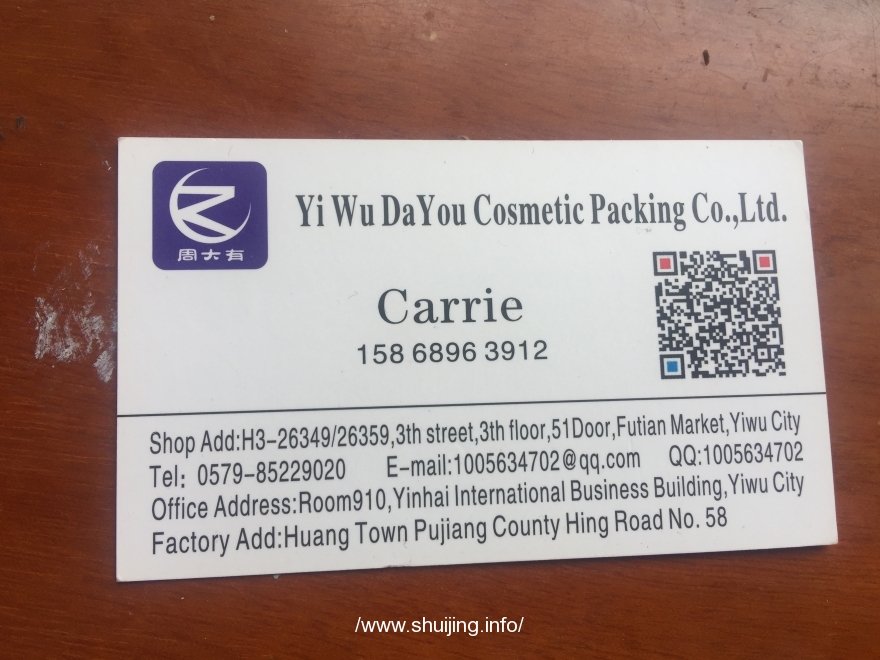 周大有
Yi Wu DaYou Cosmetic Packing Co.,Ltd.
Carrie
158 6896 3912
Shop Add:H3-26349/26359,3th street,3th floor,51Door,Futian Market,Yiwu City
Tel: 0579-85229020 E-mail:1005634702@qq.com QQ:1005634702
Office Address:Room910,Yinhai International Business Building,Yiwu City
Factory Add:Huang Town Pujiang County Hing Road No. 58
/www.shuijing.info/